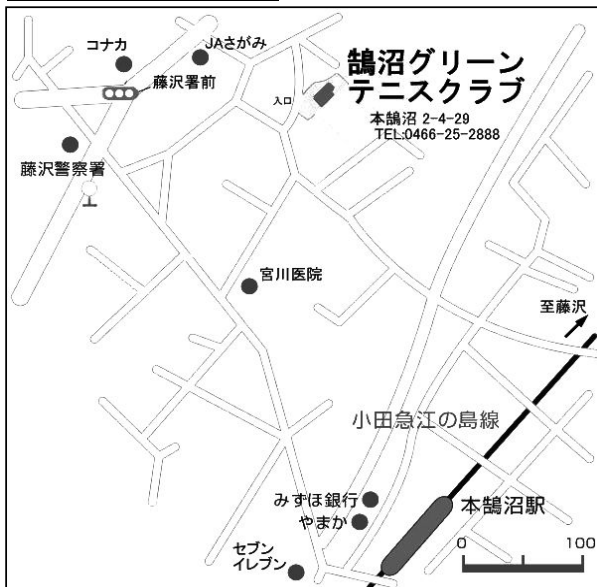 コナカ
JAさがみ
藤沢署前
鵠沼グリーン
テニスクラブ
入口
本鵠沼 2-4-29
TEL:0466-25-2888
藤沢警察署
宮川医院
至藤沢
小田急江の島線
みずほ銀行
やまか
本鵠沼駅
セブン
イレブン
0 100